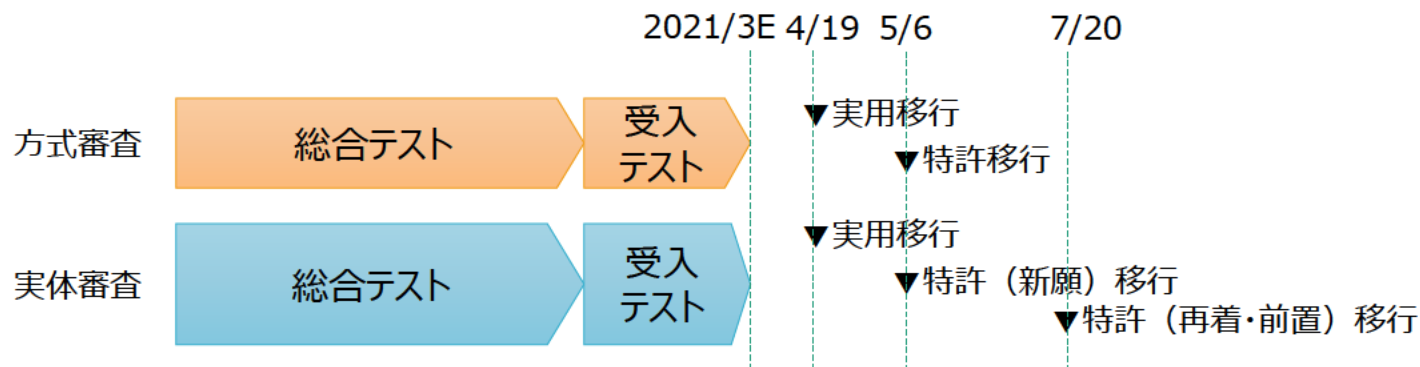 2021/3E 4/19 5/6 7/20
方式審査
総合テスト
受入
テスト
▼実用移行
▼特許移行
実体審査
総合テスト
受入
テスト
▼実用移行
▼特許（新願）移行
▼特許（再着・前置）移行